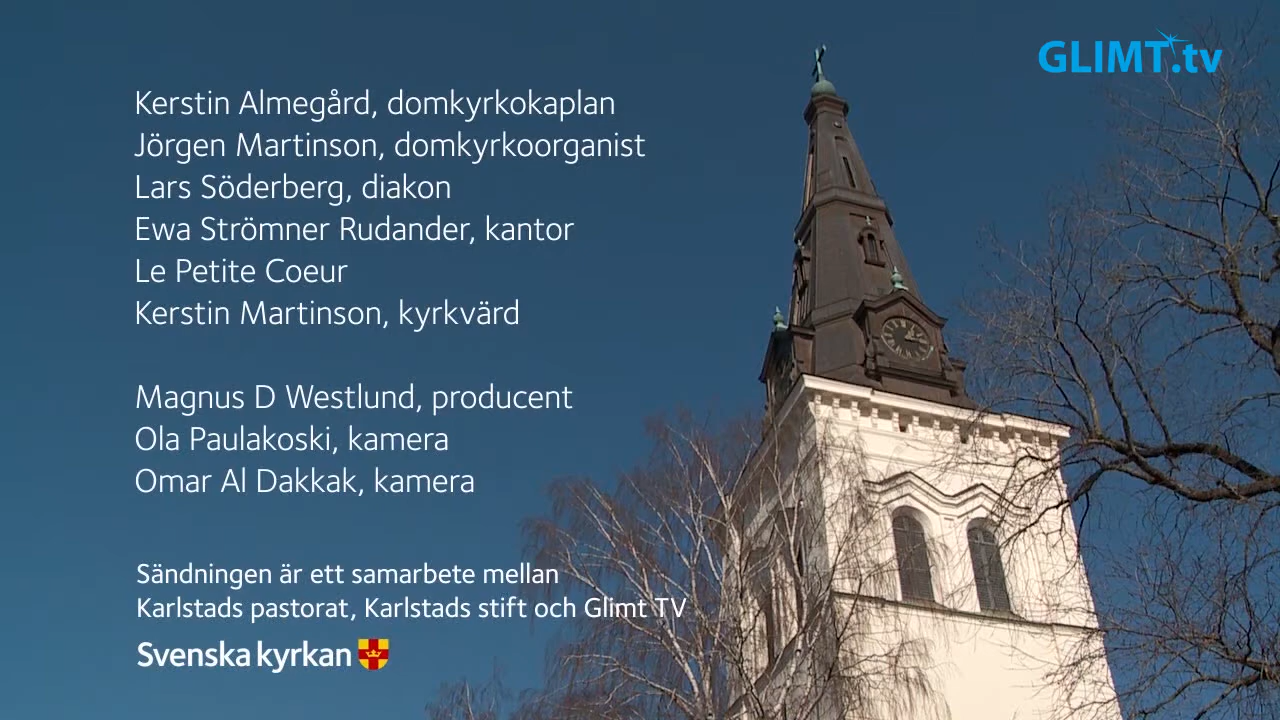 GLIMT.tv
Kerstin Almegård, domkyrkokaplan
Jörgen Martinson, domkyrkoorganist
Lars Söderberg, diakon
Ewa Strömner Rudander, kantor
Le Petite Coeur
Kerstin Martinson, kyrkvärd
Magnus D Westlund, producent
Ola Paulakoski, kamera
Omar Al Dakkak, kamera
Sändningen är ett samarbete mellan
Karlstads pastorat, Karlstads stift och Glimt TV
Svenska kyrkan